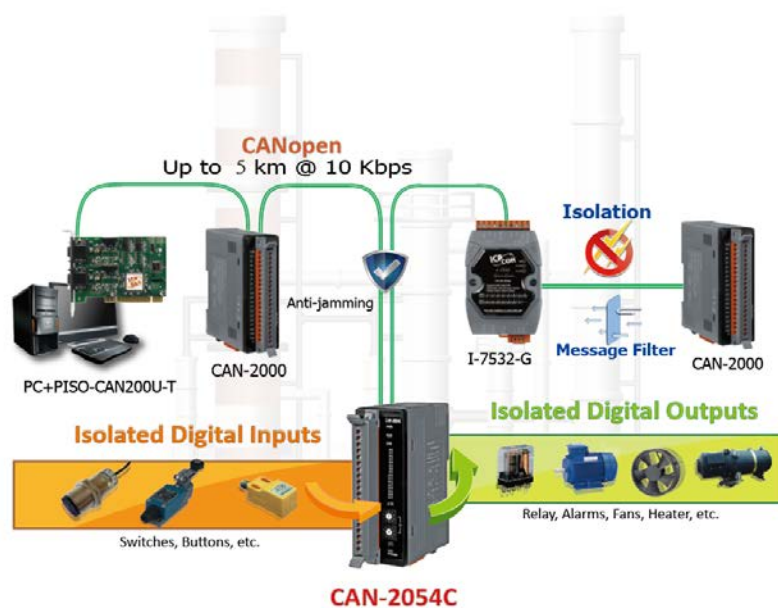 CANopen
Up to 5 km @ 10 Kbps
Anti-jamming
Isolation
Message Filter
PC+PISO-CAN200U-T
CAN-2000
I-7532-G
CAN-2000
Isolated Digital Inputs
Isolated Digital Outputs
Switches, Buttons, etc.
Relay, Alarms, Fans, Heater, etc.
CAN-2054C